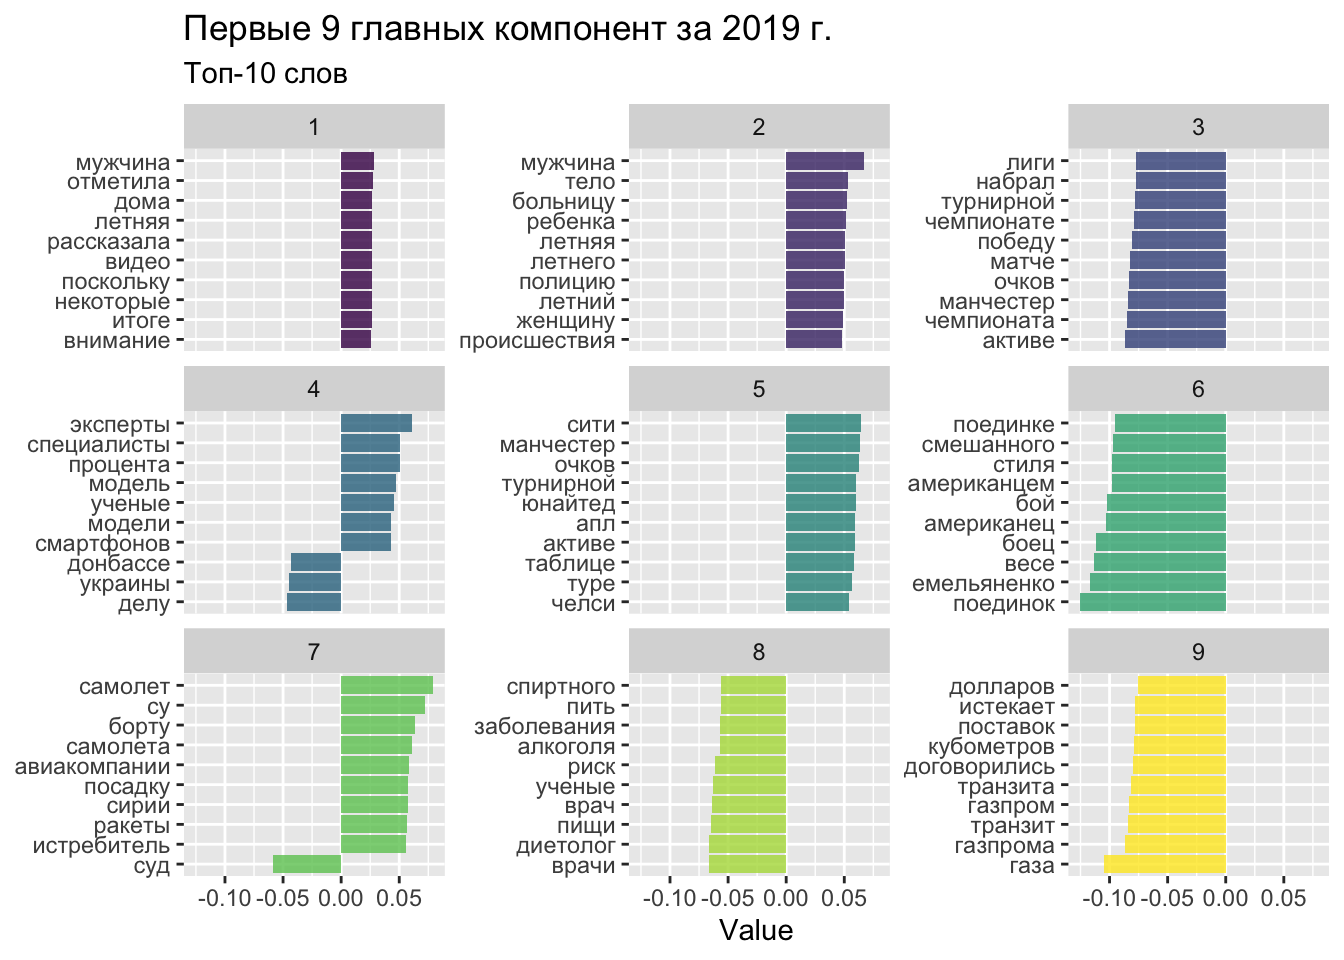 Первые 9 главных компонент за 2019 г.
Топ-10 слов
1
мужчина
отметила
дома
летняя
рассказала
видео
поскольку
некоторые
итоге
внимание
2
мужчина
тело
больницу
ребенка
летняя
летнего
полицию
летний
женщину
происшествия
3
лиги
набрал
турнирной
чемпионате
победу
матче
очков
манчестер
чемпионата
активе
4
эксперты
специалисты
процента
модель
ученые
модели
смартфонов
донбассе
украины
делу
5
сити
манчестер
очков
турнирной
юнайтед
апл
активе
таблице
туре
челси
6
поединке
смешанного
стиля
американцем
бой
американец
боец
весе
емельяненко
поединок
7
самолет
су
борту
самолета
авиакомпании
посадку
сирии
ракеты
истребитель
суд
8
спиртного
пить
заболевания
алкоголя
риск
ученые
врач
пищи
диетолог
врачи
9
долларов
истекает
поставок
кубометров
договорились
транзита
газпром
транзит
газпрома
газа
-0.10 -0.05 0.00 0.05
-0.10 -0.05 0.00 0.05
-0.10 -0.05 0.00 0.05
Value